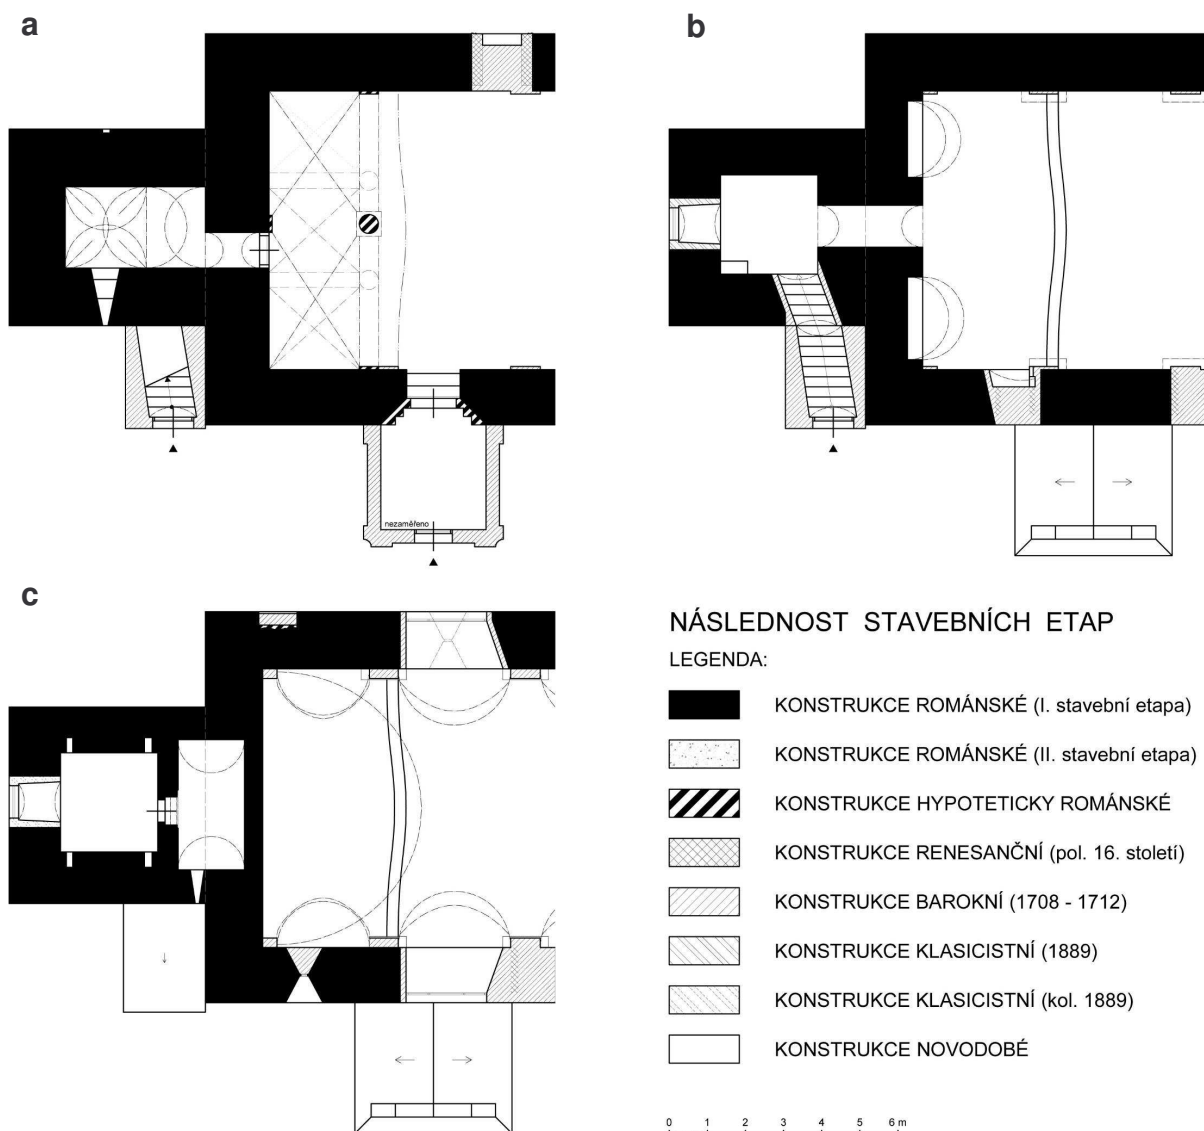 a
b
nezaměřeno
c
NÁSLEDNOST STAVEBNÍCH ETAP
LEGENDA:
KONSTRUKCE ROMÁNSKÉ (I. stavební etapa)
KONSTRUKCE ROMÁNSKÉ (II. stavební etapa)
KONSTRUKCE HYPOTETICKY ROMÁNSKÉ
KONSTRUKCE RENESANČNÍ (pol. 16. století)
KONSTRUKCE BAROKNÍ (1708 - 1712)
KONSTRUKCE KLASICISTNÍ (1889)
KONSTRUKCE KLASICISTNÍ (kol. 1889)
KONSTRUKCE NOVODOBÉ
0 1 2 3 4 5 6 m